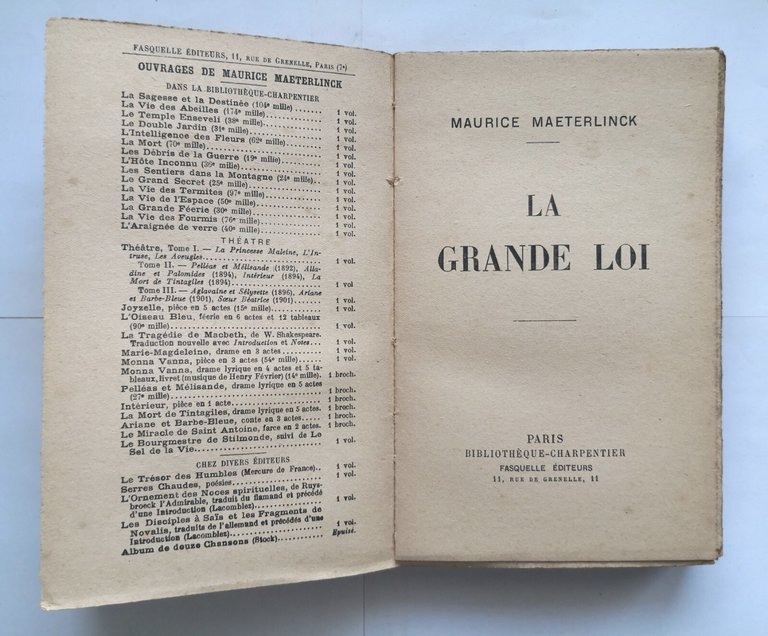 FASQUELLE ÉDITEURS, 11, RUE DE GRENELLE, PARIS (7e)
OUVRAGES DE MAURICE MAETERLINCK
DANS LA BIBLIOTHÈQUE-CHARPENTIER
La Sagesse et la Destinée (104e mille)....... 1 vol.
La Vie des Abeilles (174e mille)............. 1 vol.
Le Temple Enseveli (38e mille)............... 1 vol.
Le Double Jardin (31e mille)................. 1 vol.
L'Intelligence des Fleurs (62e mille)........ 1 vol.
La Mort (70e mille).......................... 1 vol.
Les Débris de la Guerre (19e mille).......... 1 vol.
L'Hôte Inconnu (36e mille)................... 1 vol.
Les Sentiers dans la Montagne (24e mille).. 1 vol.
Le Grand Secret (25e mille).................. 1 vol.
La Vie des Termites (97e mille).............. 1 vol.
La Vie de l'Espace (50e mille)............... 1 vol.
La Grande Féerie (30e mille)................. 1 vol.
La Vie des Fourmis (76e mille)............... 1 vol.
L'Araignée de verre (40e mille).............. 1 vol.
THÉATRE
Théâtre, Tome I. — La Princesse Maleine, L'In-
truse, Les Aveugles.......................... 1 vol
Tome II. — Pelléas et Mélisande (1892), Alla-
dine et Palomides (1894), Intérieur (1894), La
Mort de Tintagiles (1894).................... 1 vol.
Tome III. — Aglavaine et Sélysette (1896), Ariane
et Barbe-Bleue (1901), Sœur Béatrice (1901)...... 1 vol.
Joyzelle, pièce en 5 actes (15e mille)....... 1 vol.
L'Oiseau Bleu, féerie en 6 actes et 12 tableaux
(90e mille).................................. 1 vol.
La Tragédie de Macbeth, de W. Shakespeare.
Traduction nouvelle avec Introduction et Notes... 1 vol.
Marie-Magdeleine, drame en 3 actes........... 1 vol.
Monna Vanna, pièce en 3 actes (54e mille).... 1 vol.
Monna Vanna, drame lyrique en 4 actes et 5 ta-
bleaux, livret (musique de Henry Février) (14e mille). 1 broch.
Pelléas et Mélisande, drame lyrique en 5 actes
(27e mille).................................. 1 broch.
Intérieur, pièce en 1 acte................... 1 broch.
La Mort de Tintagiles, drame lyrique en 5 actes. 1 broch.
Ariane et Barbe-Bleue, conte en 3 actes...... 1 broch.
Le Miracle de Saint Antoine, farce en 2 actes. 1 broch.
Le Bourgmestre de Stilmonde, suivi de Le
Sel de la Vie................................ 1 vol.
CHEZ DIVERS ÉDITEURS
Le Trésor des Humbles (Mercure de France).. 1 vol.
Serres Chaudes, poésies...................... 1 vol.
L'Ornement des Noces spirituelles, de Ruys-
broeck l'Admirable, traduit du flamand et précédé
d'une Introduction (Lacomblez)............... 1 vol.
Les Disciples à Saïs et les Fragments de
Novalis, traduits de l'allemand et précédés d'une
Introduction (Lacomblez)..................... 1 vol.
Album de douze Chansons (Stock).............. Épuisé.
MAURICE MAETERLINCK
LA
GRANDE LOI
PARIS
BIBLIOTHÈQUE-CHARPENTIER
FASQUELLE ÉDITEURS
11, RUE DE GRENELLE, 11